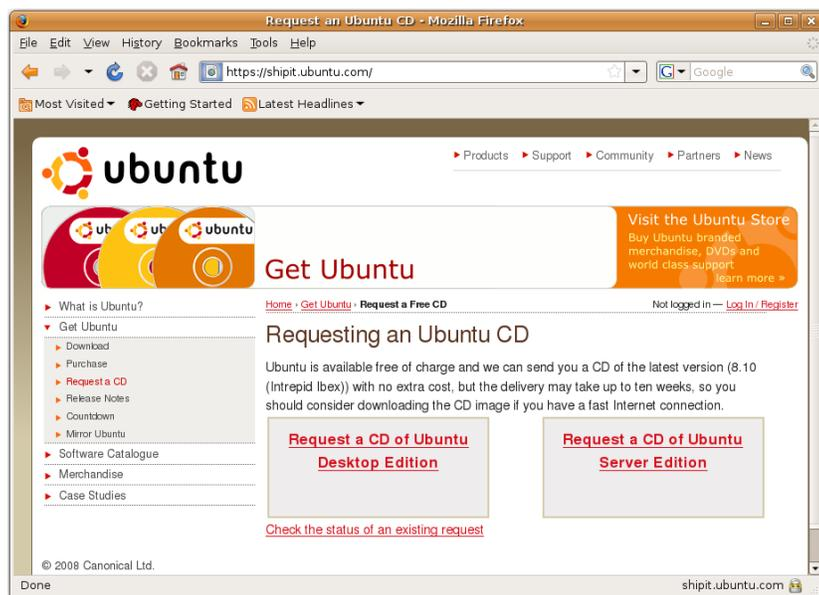 Request an Ubuntu CD - Mozilla Firefox
File Edit View History Bookmarks Tools Help
https://shipit.ubuntu.com/
G Google
Most Visited Getting Started Latest Headlines
ubuntu
Products Support Community Partners News
ub ubu ubuntu
Get Ubuntu
Visit the Ubuntu Store
Buy Ubuntu branded
merchandise, DVDs and
world class support
learn more »
What is Ubuntu?
Get Ubuntu
Download
Purchase
Request a CD
Release Notes
Countdown
Mirror Ubuntu
Software Catalogue
Merchandise
Case Studies
Home › Get Ubuntu › Request a Free CD
Not logged in — Log In / Register
Requesting an Ubuntu CD
Ubuntu is available free of charge and we can send you a CD of the latest version (8.10
(Intrepid Ibex)) with no extra cost, but the delivery may take up to ten weeks, so you
should consider downloading the CD image if you have a fast Internet connection.
Request a CD of Ubuntu
Desktop Edition
Request a CD of Ubuntu
Server Edition
Check the status of an existing request
© 2008 Canonical Ltd.
Done
shipit.ubuntu.com